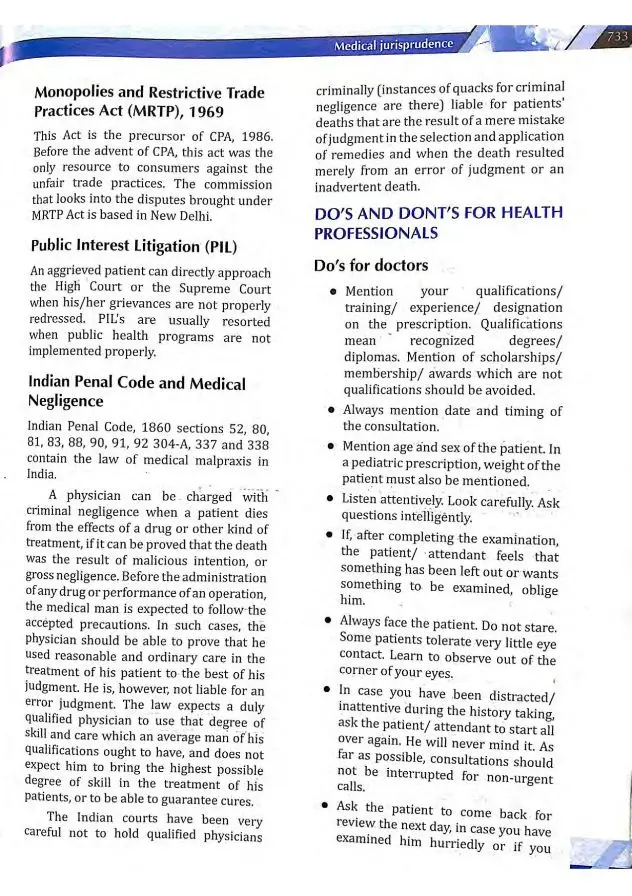 Medical jurisprudence
733
Monopolies and Restrictive Trade
Practices Act (MRTP), 1969
This Act is the precursor of CPA, 1986.
Before the advent of CPA, this act was the
only resource to consumers against the
unfair trade practices. The commission
that looks into the disputes brought under
MRTP Act is based in New Delhi.
Public Interest Litigation (PIL)
An aggrieved patient can directly approach
the High Court or the Supreme Court
when his/her grievances are not properly
redressed. PIL's are usually resorted
when public health programs are not
implemented properly.
Indian Penal Code and Medical
Negligence
Indian Penal Code, 1860 sections 52, 80,
81, 83, 88, 90, 91, 92 304-A, 337 and 338
contain the law of medical malpraxis in
India.
A physician can be charged with
criminal negligence when a patient dies
from the effects of a drug or other kind of
treatment, if it can be proved that the death
was the result of malicious intention, or
gross negligence. Before the administration
of any drug or performance of an operation,
the medical man is expected to follow the
accepted precautions. In such cases, the
physician should be able to prove that he
used reasonable and ordinary care in the
treatment of his patient to the best of his
judgment. He is, however, not liable for an
error judgment. The law expects a duly
qualified physician to use that degree of
skill and care which an average man of his
qualifications ought to have, and does not
expect him to bring the highest possible
degree of skill in the treatment of his
patients, or to be able to guarantee cures.
The Indian courts have been very
careful not to hold qualified physicians
criminally (instances of quacks for criminal
negligence are there) liable for patients'
deaths that are the result of a mere mistake
of judgment in the selection and application
of remedies and when the death resulted
merely from an error of judgment or an
inadvertent death.
DO'S AND DONT'S FOR HEALTH
PROFESSIONALS
Do's for doctors
• Mention your qualifications/
training/ experience/ designation
on the prescription. Qualifications
mean recognized degrees/
diplomas. Mention of scholarships/
membership/ awards which are not
qualifications should be avoided.
• Always mention date and timing of
the consultation.
• Mention age and sex of the patient. In
a pediatric prescription, weight of the
patient must also be mentioned.
• Listen attentively. Look carefully. Ask
questions intelligently.
• If, after completing the examination,
the patient/ attendant feels that
something has been left out or wants
something to be examined, oblige
him.
• Always face the patient. Do not stare.
Some patients tolerate very little eye
contact. Learn to observe out of the
corner of your eyes.
• In case you have been distracted/
inattentive during the history taking,
ask the patient/ attendant to start all
over again. He will never mind it. As
far as possible, consultations should
not be interrupted for non-urgent
calls.
• Ask the patient to come back for
review the next day, in case you have
examined him hurriedly or if you